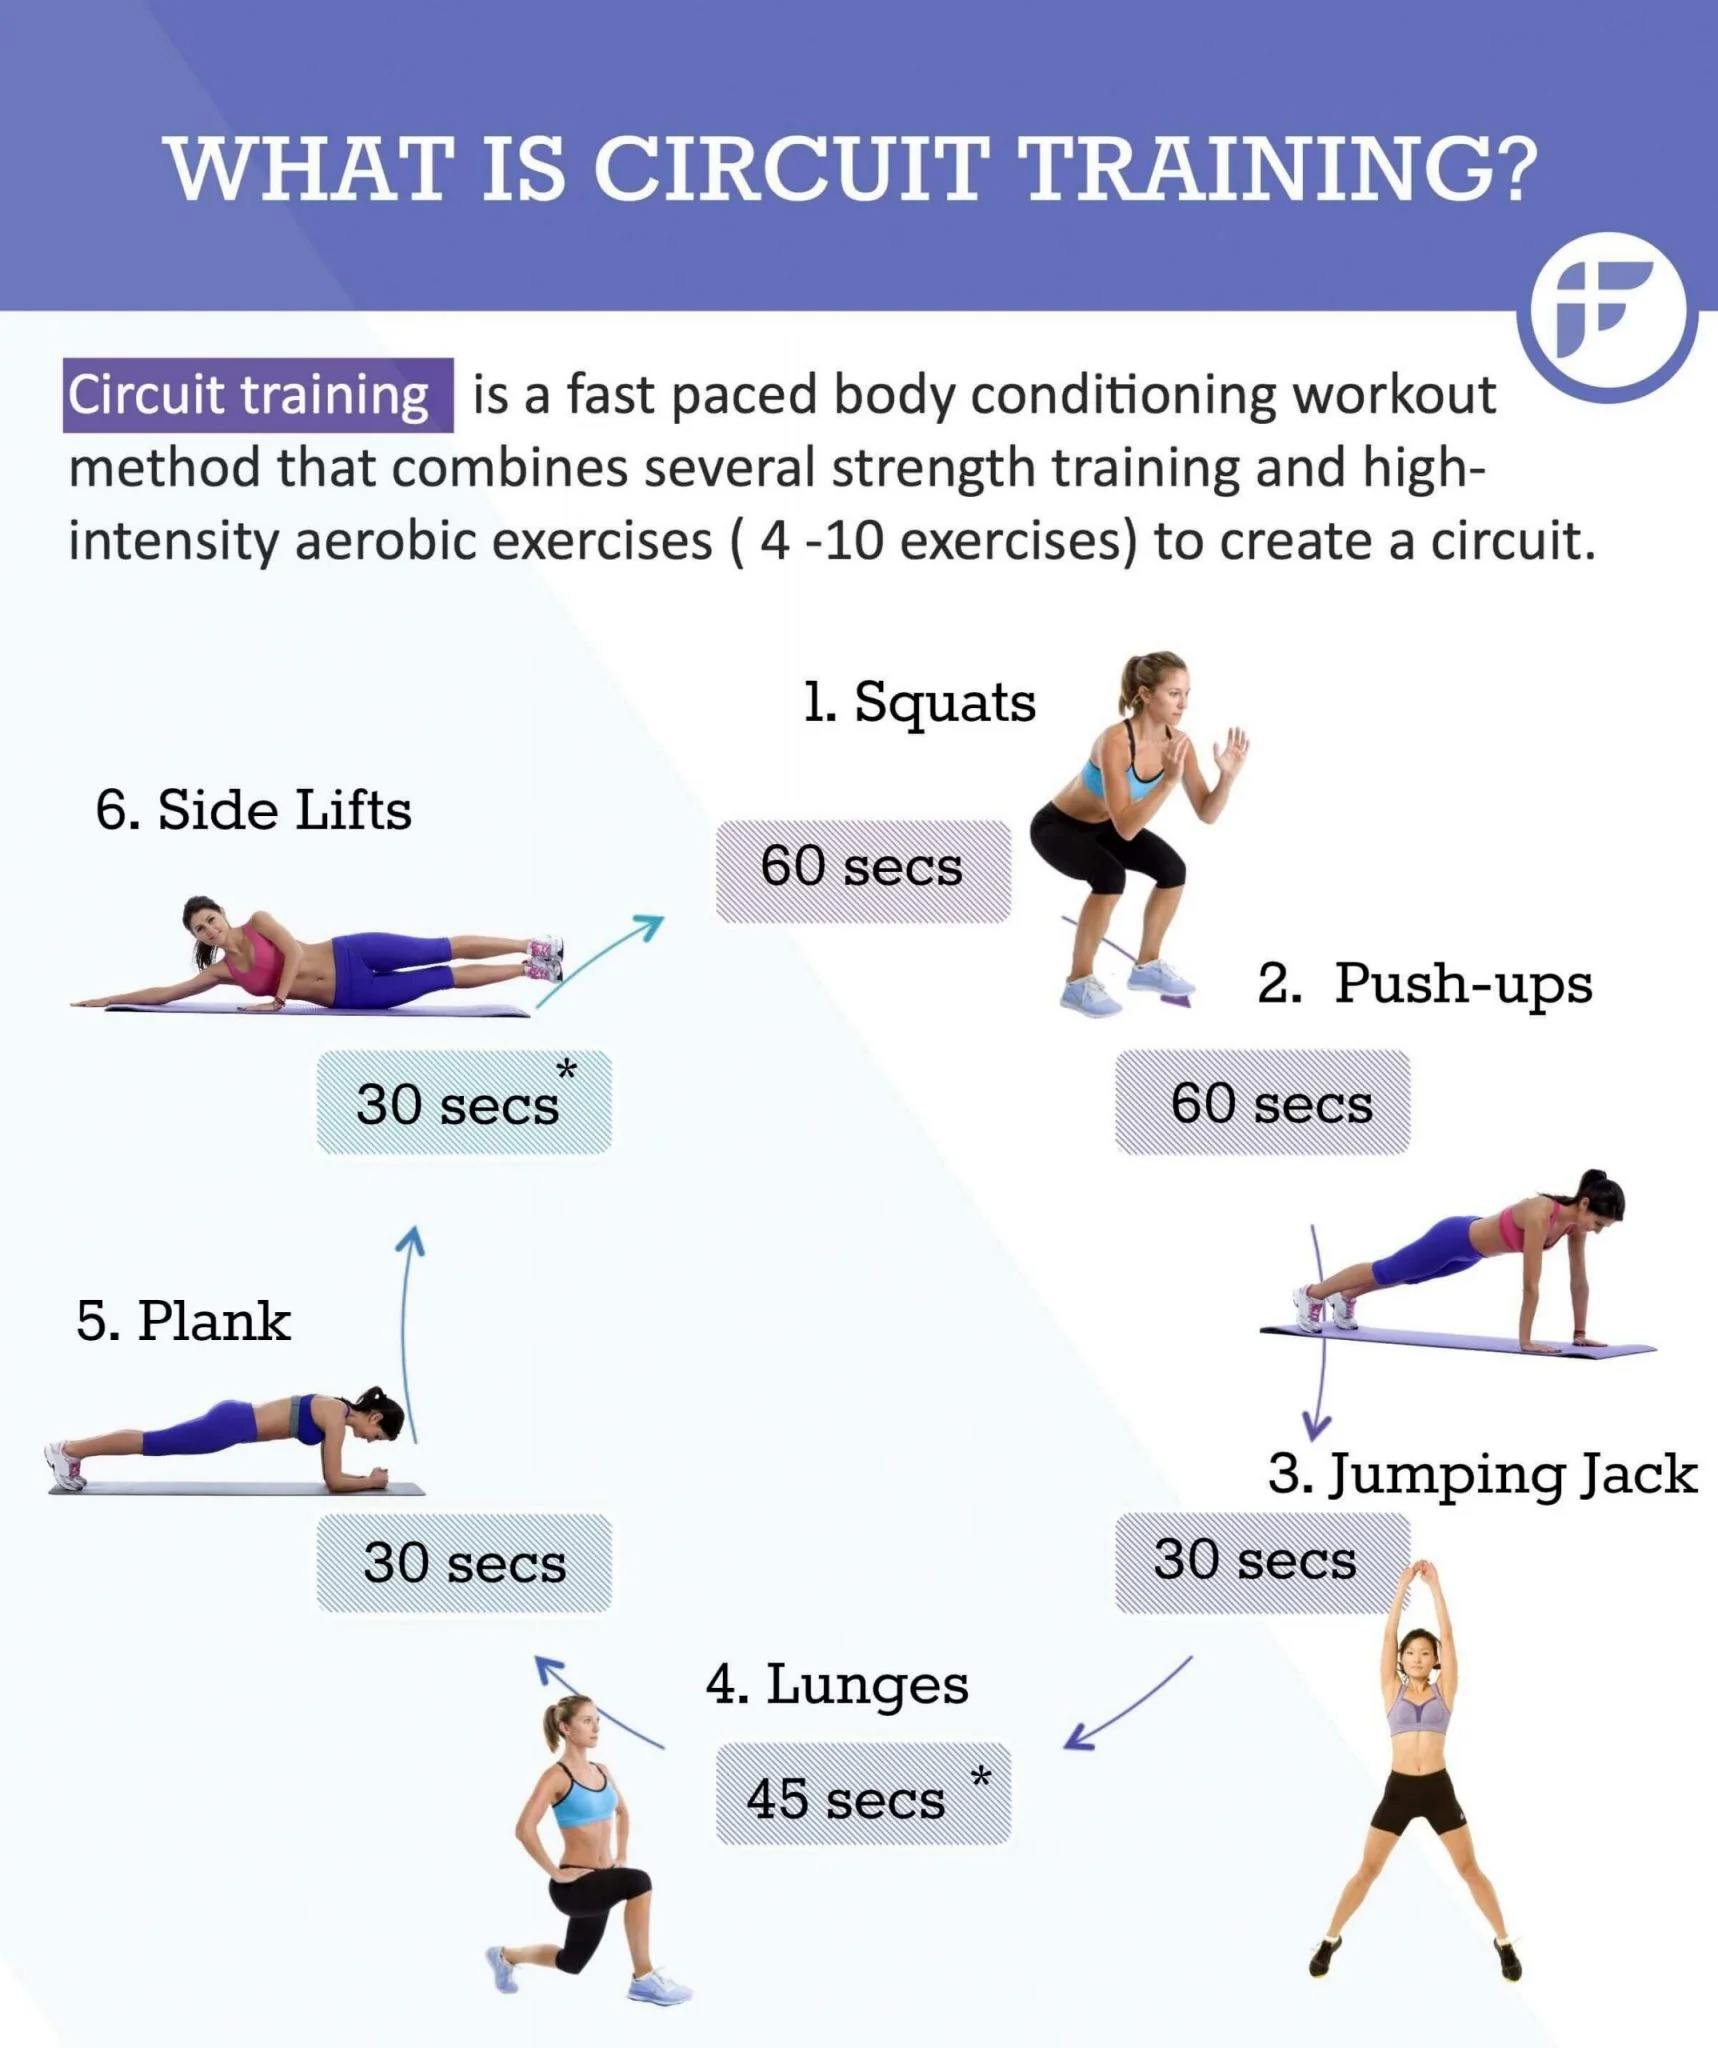 WHAT IS CIRCUIT TRAINING?
Circuit training is a fast paced body conditioning workout
method that combines several strength training and high-
intensity aerobic exercises ( 4 -10 exercises) to create a circuit.
1. Squats
60 secs
2. Push-ups
60 secs
3. Jumping Jack
30 secs
4. Lunges
45 secs *
5. Plank
30 secs
6. Side Lifts
30 secs*